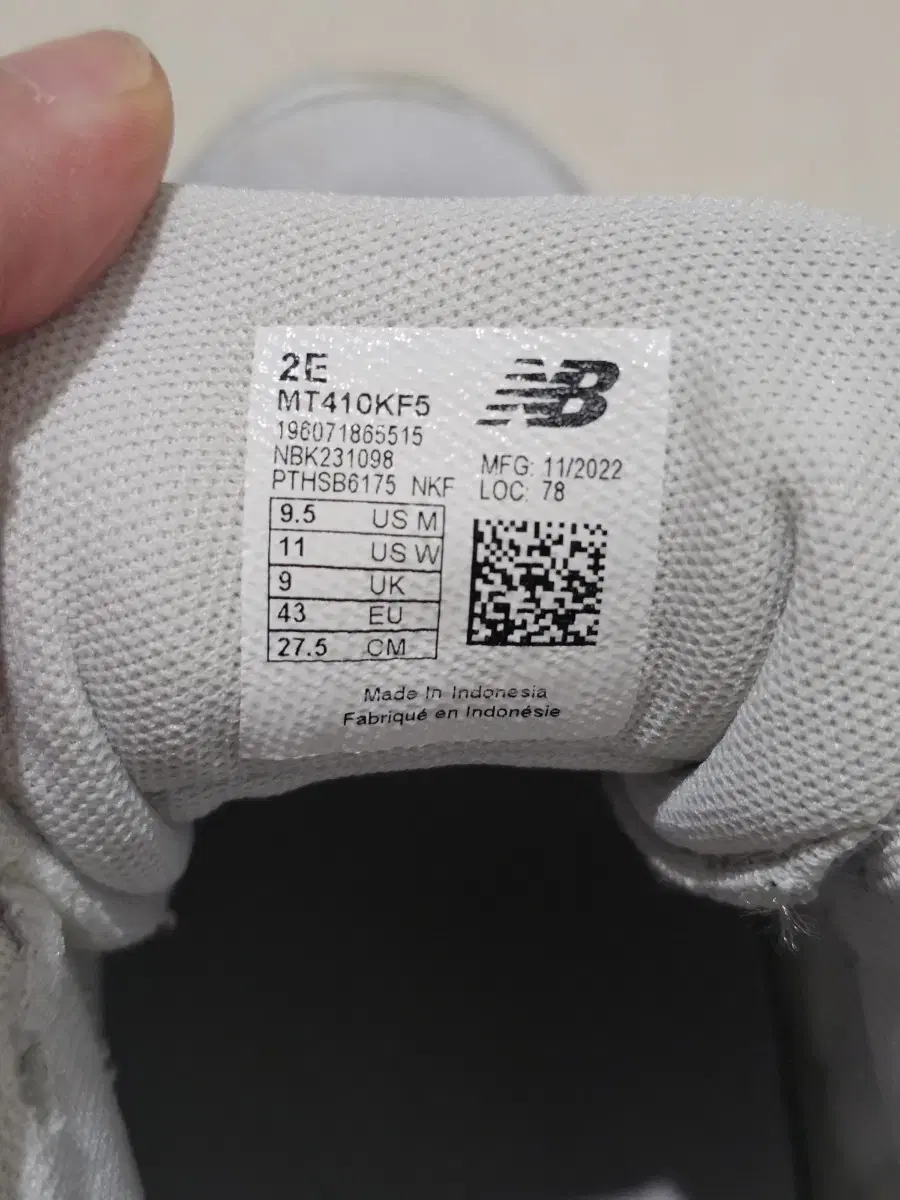 2E
MT410KF5
196071865515
NBK231098
PTHSB6175 NKF
NB
MFG: 11/2022
LOC: 78
9.5 US M
11 US W
9 UK
43 EU
27.5 CM
Made In Indonesia
Fabriqué en Indonésie